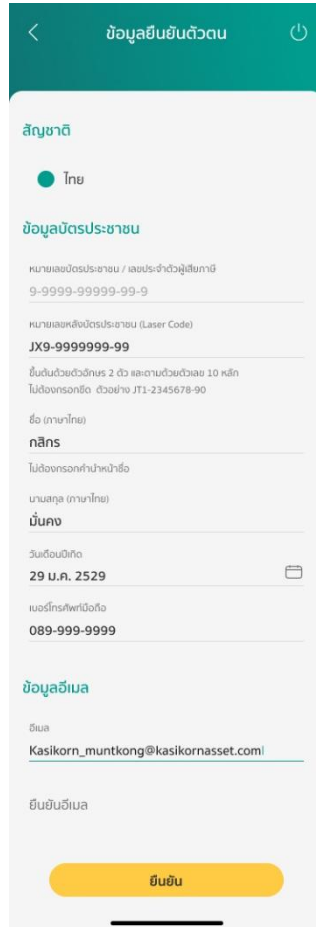 ข้อมูลยืนยันตัวตน
สัญชาติ
ไทย
ข้อมูลบัตรประชาชน
หมายเลขบัตรประชาชน / เลขประจำตัวผู้เสียภาษี
9-9999-99999-99-9
หมายเลขหลังบัตรประชาชน (Laser Code)
JX9-9999999-99
ขึ้นต้นด้วยตัวอักษร 2 ตัว และตามด้วยตัวเลข 10 หลัก
ไม่ต้องกรอกขีด ตัวอย่าง JT1-2345678-90
ชื่อ (ภาษาไทย)
กสิกร
ไม่ต้องกรอกคำนำหน้าชื่อ
นามสกุล (ภาษาไทย)
มั่นคง
วันเดือนปีเกิด
29 ม.ค. 2529
เบอร์โทรศัพท์มือถือ
089-999-9999
ข้อมูลอีเมล
อีเมล
Kasikorn_muntkong@kasikornasset.com
ยืนยันอีเมล
ยืนยัน